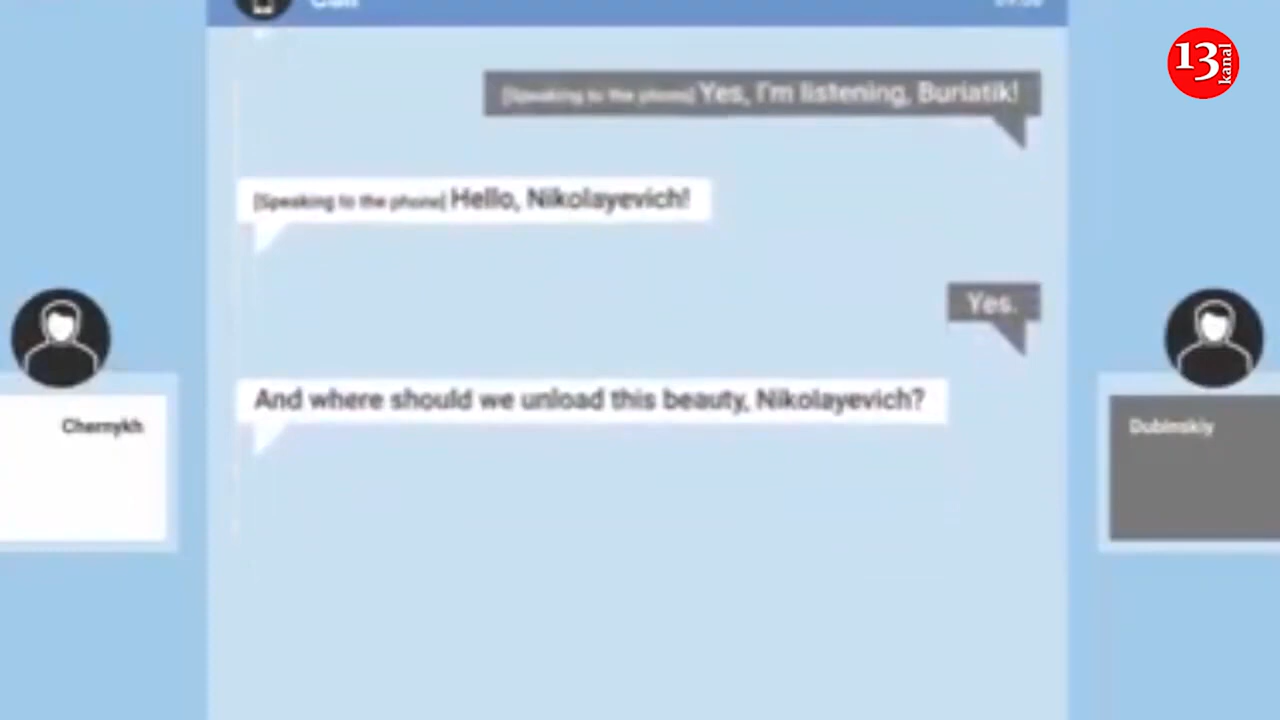 Call
13 kanal
[Speaking to the phone] Yes, I'm listening, Buriatik!
[Speaking to the phone] Hello, Nikolayevich!
Yes.
And where should we unload this beauty, Nikolayevich?
Chernykh
Dubinskiy